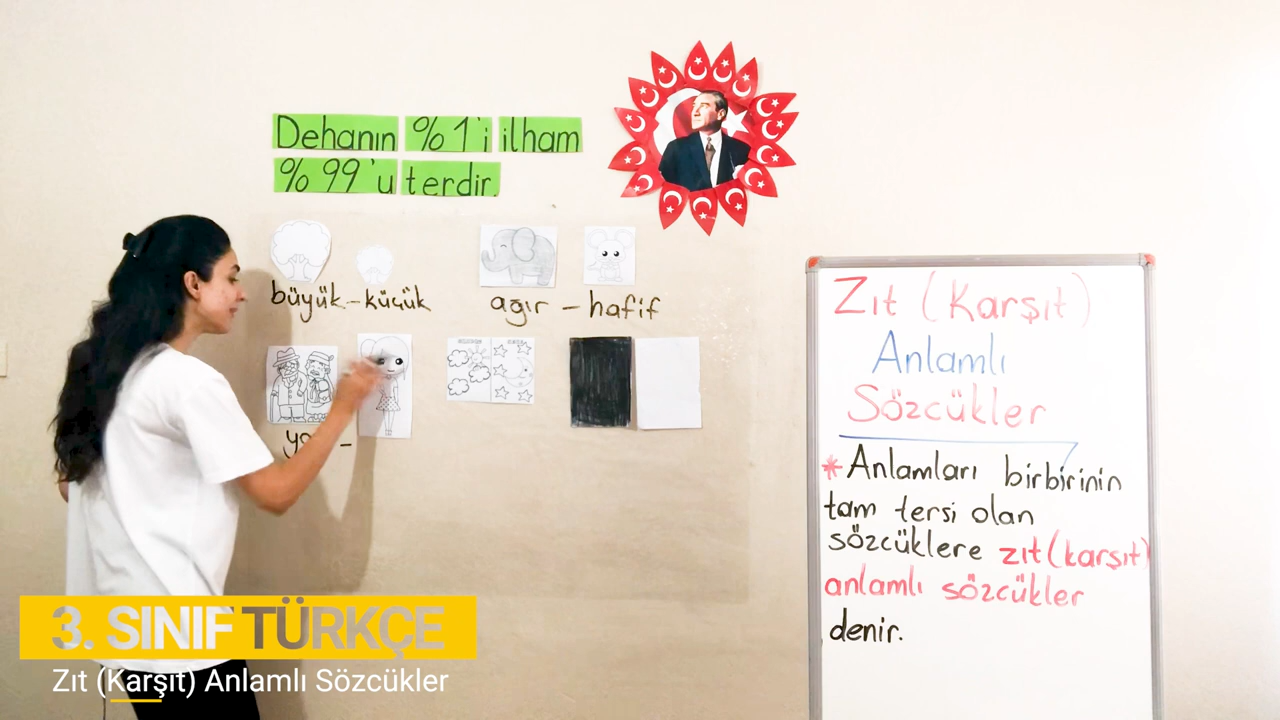 Dehanın %1'i ilham
%99'u terdir.
büyük – küçük
ağır – hafif
Zıt (Karşıt)
Anlamlı
Sözcükler
* Anlamları birbirinin
tam tersi olan
sözcüklere zıt (karşıt)
anlamlı sözcükler
denir.
3. SINIF TÜRKÇE
Zıt (Karşıt) Anlamlı Sözcükler